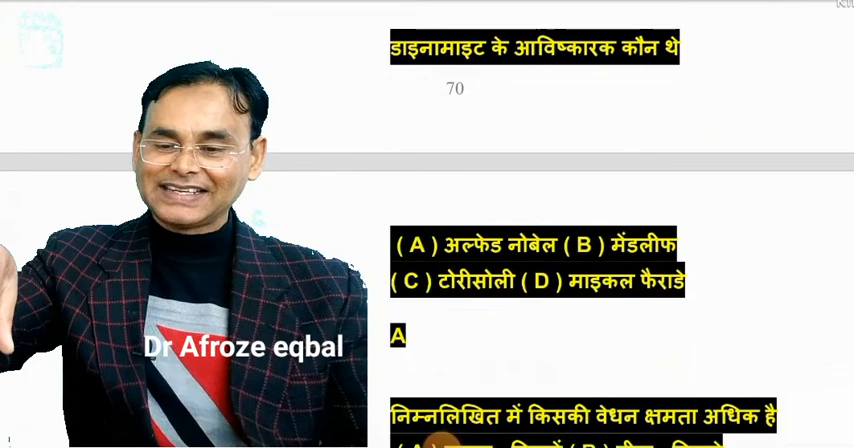 डाइनामाइट के आविष्कारक कौन थे
70
( A ) अल्फेड नोबेल ( B ) मेंडलीफ
( C ) टोरीसोली ( D ) माइकल फैराडे
A
Dr Afroze eqbal
निम्नलिखित में किसकी वेधन क्षमता अधिक है
( B )